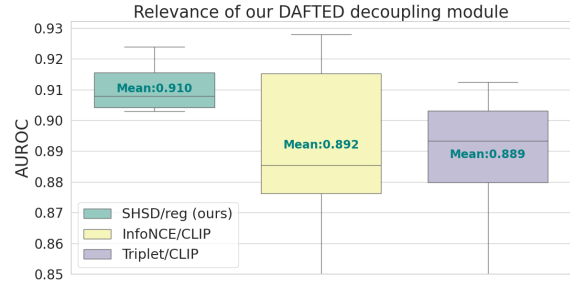 Relevance of our DAFTED decoupling module
AUROC
0.93
0.92
0.91
0.90
0.89
0.88
0.87
0.86
0.85
Mean:0.910
Mean:0.892
Mean:0.889
SHSD/reg (ours)
InfoNCE/CLIP
Triplet/CLIP